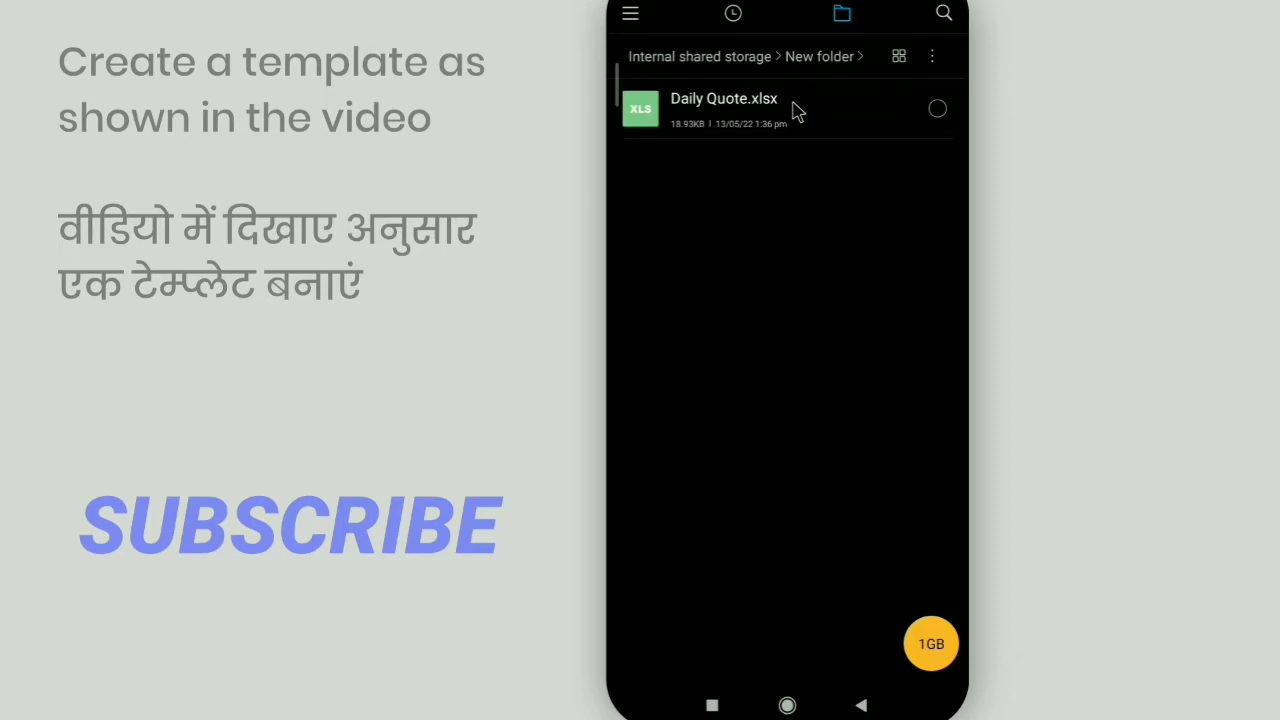 Create a template as
shown in the video
वीडियो में दिखाए अनुसार
एक टेम्प्लेट बनाएं
SUBSCRIBE
Internal shared storage > New folder >
XLS
Daily Quote.xlsx
18.93KB | 13/05/22 1:36 pm
1GB